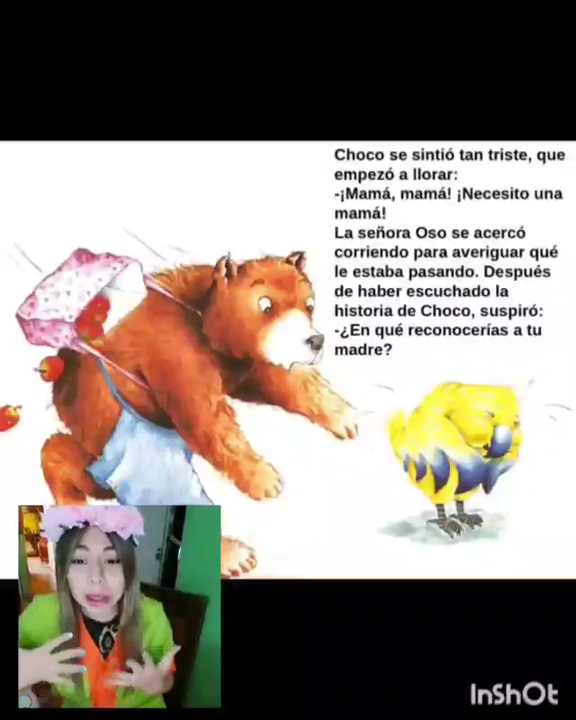 Choco se sintió tan triste, que
empezó a llorar:
-¡Mamá, mamá! ¡Necesito una
mamá!
La señora Oso se acercó
corriendo para averiguar qué
le estaba pasando. Después
de haber escuchado la
historia de Choco, suspiró:
-¿En qué reconocerías a tu
madre?
InShOt